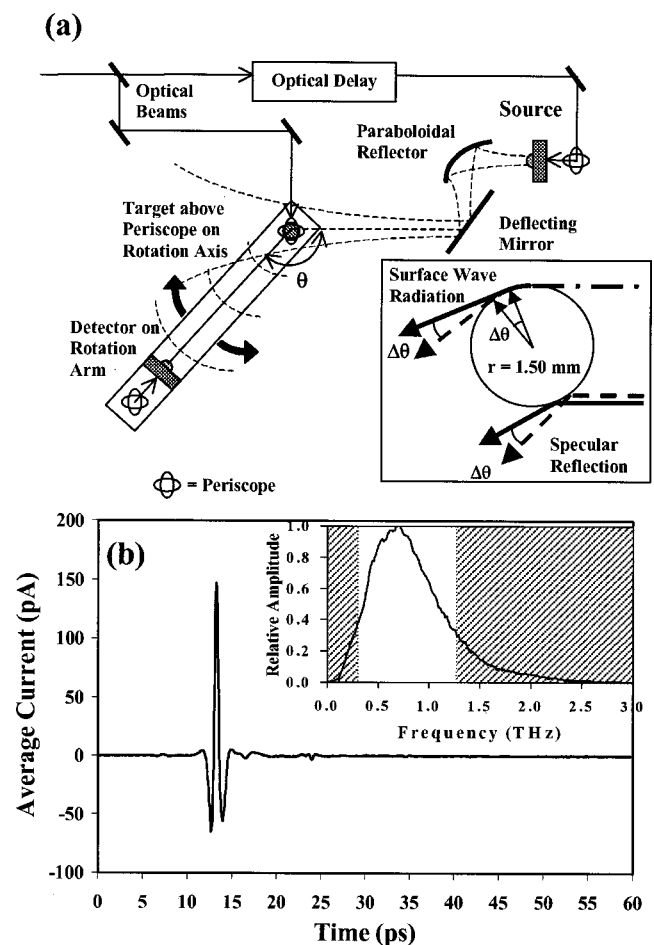 (a)
Optical Delay
Optical
Beams
Source
Paraboloidal
Reflector
Target above
Periscope on
Rotation Axis
Deflecting
Mirror
θ
Detector on
Rotation
Arm
Surface Wave
Radiation
Δθ
Δθ
r = 1.50 mm
Specular
Reflection
Δθ
= Periscope
(b)
Average Current (pA)
200
150
100
50
0
-50
-100
0 5 10 15 20 25 30 35 40 45 50 55 60
Time (ps)
Relative Amplitude
1.0
0.8
0.6
0.4
0.2
0.0
0.0 0.5 1.0 1.5 2.0 2.5 3.0
Frequency (THz)